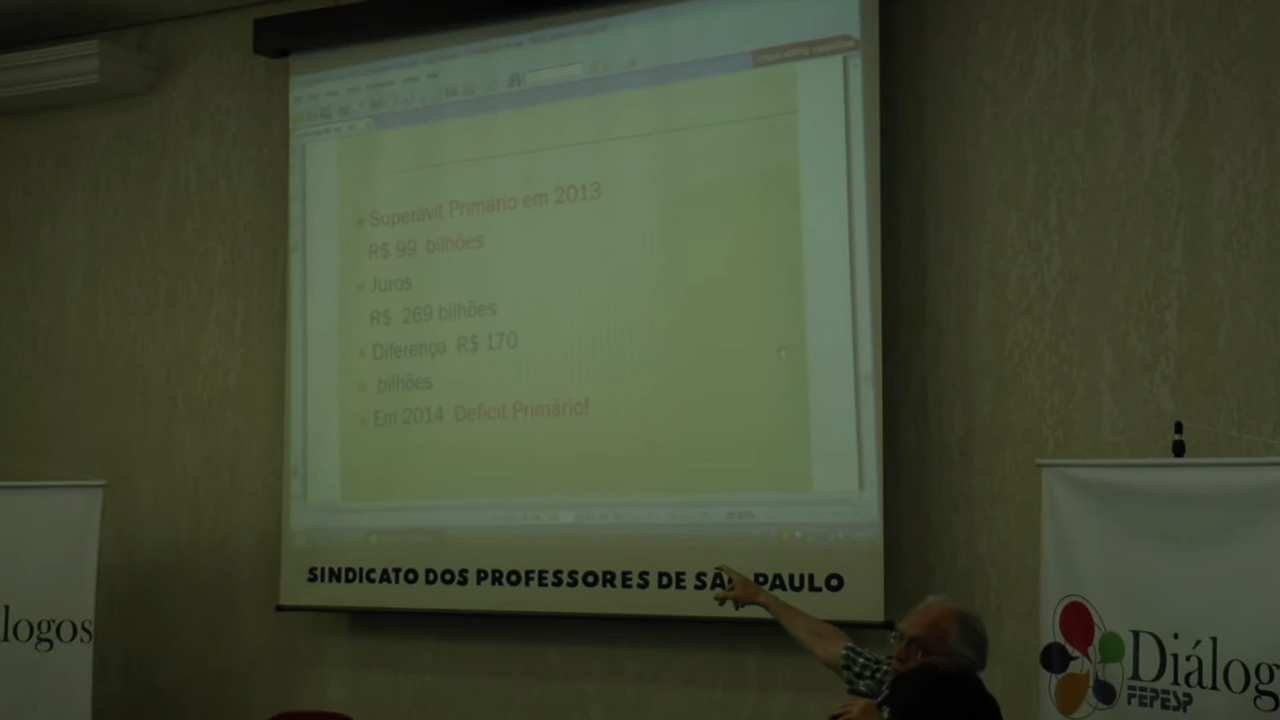 Superávit Primário em 2013
R$ 99 bilhões
Juros
R$ 269 bilhões
Diferença R$ 170
bilhões
Em 2014 Deficit Primário!
SINDICATO DOS PROFESSORES DE SÃO PAULO
logos
Diálog
FEPESP